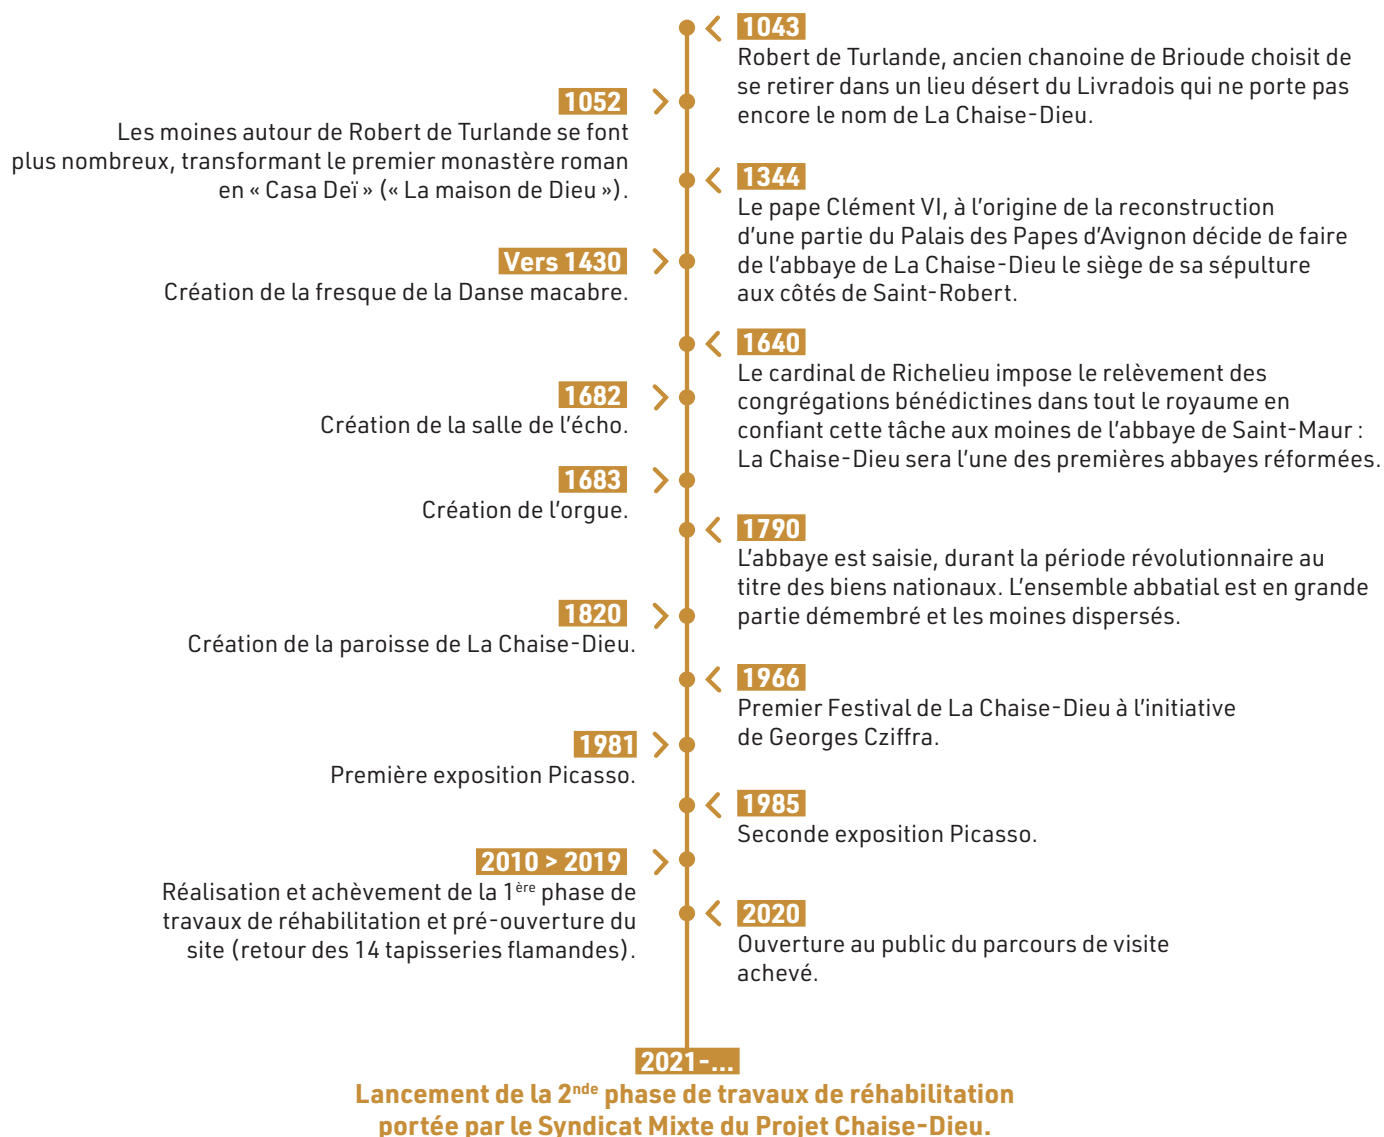 1043
Robert de Turlande, ancien chanoine de Brioude choisit de
se retirer dans un lieu désert du Livradois qui ne porte pas
encore le nom de La Chaise-Dieu.
1052
Les moines autour de Robert de Turlande se font
plus nombreux, transformant le premier monastère roman
en « Casa Deï » (« La maison de Dieu »).
1344
Le pape Clément VI, à l’origine de la reconstruction
d’une partie du Palais des Papes d’Avignon décide de faire
de l’abbaye de La Chaise-Dieu le siège de sa sépulture
aux côtés de Saint-Robert.
Vers 1430
Création de la fresque de la Danse macabre.
1640
Le cardinal de Richelieu impose le relèvement des
congrégations bénédictines dans tout le royaume en
confiant cette tâche aux moines de l’abbaye de Saint-Maur :
La Chaise-Dieu sera l’une des premières abbayes réformées.
1682
Création de la salle de l’écho.
1683
Création de l’orgue.
1790
L’abbaye est saisie, durant la période révolutionnaire au
titre des biens nationaux. L’ensemble abbatial est en grande
partie démembré et les moines dispersés.
1820
Création de la paroisse de La Chaise-Dieu.
1966
Premier Festival de La Chaise-Dieu à l’initiative
de Georges Cziffra.
1981
Première exposition Picasso.
1985
Seconde exposition Picasso.
2010 > 2019
Réalisation et achèvement de la 1ère phase de
travaux de réhabilitation et pré-ouverture du
site (retour des 14 tapisseries flamandes).
2020
Ouverture au public du parcours de visite
achevé.
2021-...
Lancement de la 2nde phase de travaux de réhabilitation
portée par le Syndicat Mixte du Projet Chaise-Dieu.